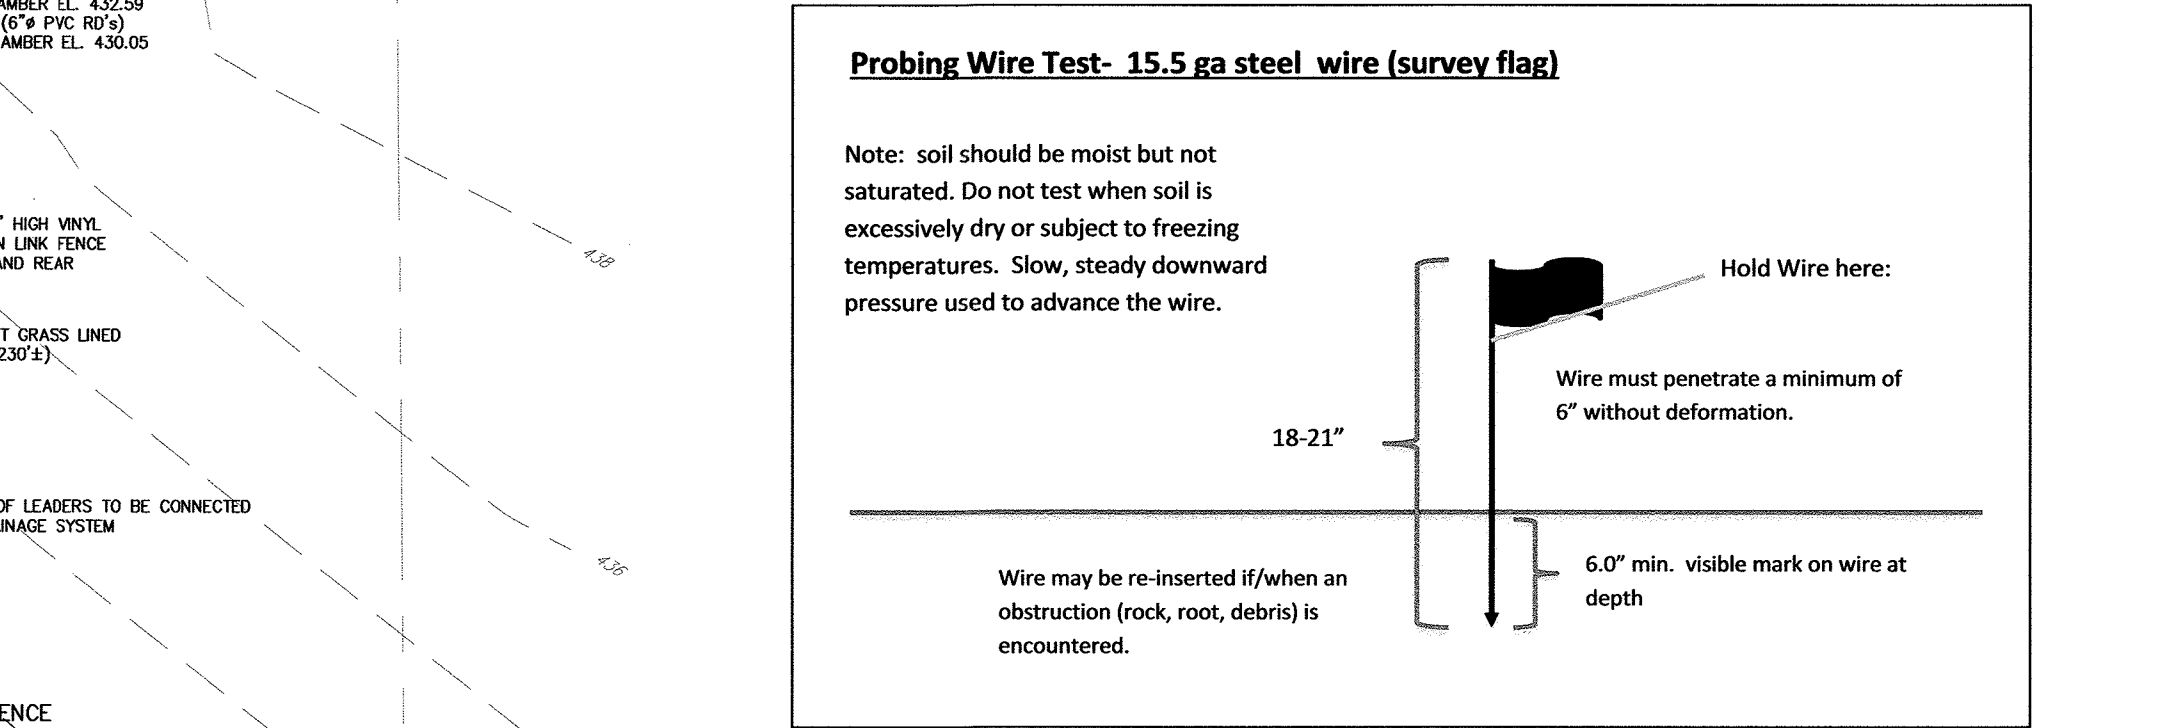 AMBER EL. 432.59
(6"ø PVC RD's)
AMBER EL. 430.05
" HIGH VINYL
N LINK FENCE
AND REAR
T GRASS LINED
230'±)
OF LEADERS TO BE CONNECTED
INAGE SYSTEM
ENCE
438
436
Probing Wire Test- 15.5 ga steel wire (survey flag)
Note: soil should be moist but not
saturated. Do not test when soil is
excessively dry or subject to freezing
temperatures. Slow, steady downward
pressure used to advance the wire.
Hold Wire here:
Wire must penetrate a minimum of
6” without deformation.
18-21”
6.0” min. visible mark on wire at
depth
Wire may be re-inserted if/when an
obstruction (rock, root, debris) is
encountered.